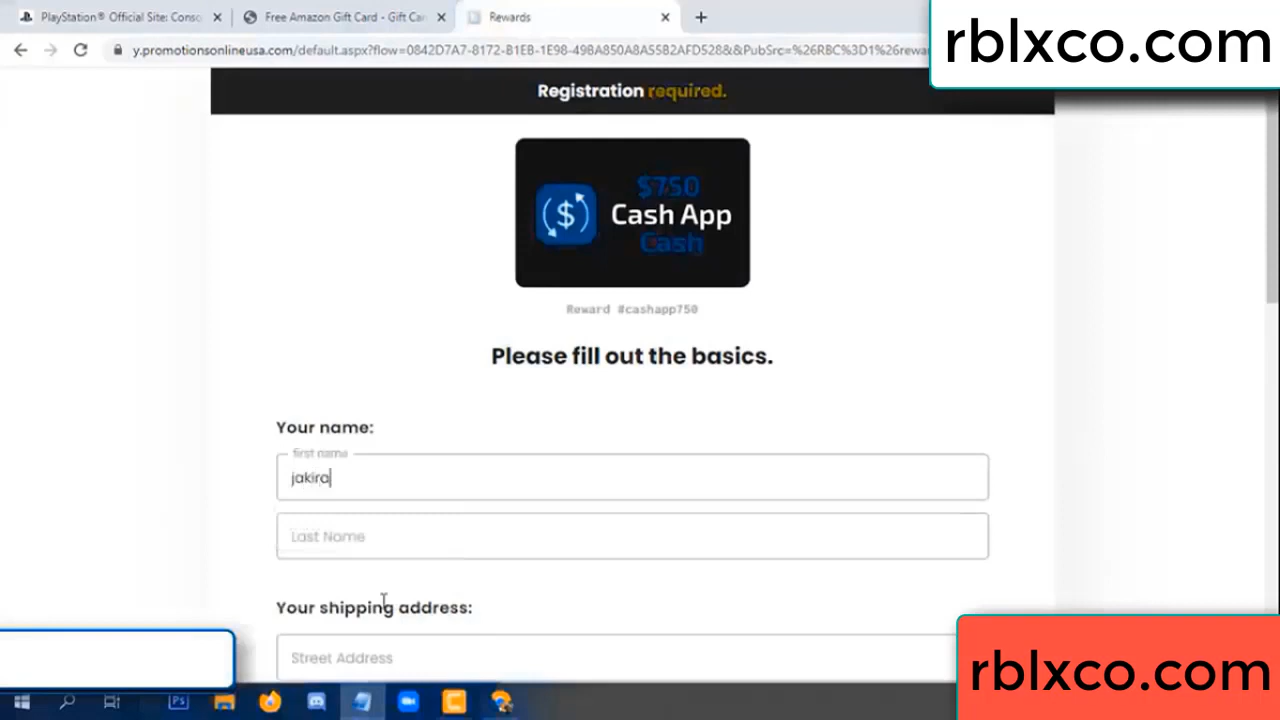 PlayStation® Official Site: Conso
Free Amazon Gift Card - Gift Car
Rewards
rblxco.com
y.promotionsonlineusa.com/default.aspx?flow=0842D7A7-8172-B1EB-1E98-49BA850A8A55B2AFD528&&PubSrc=%26RBC%3D1%26rewar
Registration required.
$750
Cash App
Cash
Reward #cashapp750
Please fill out the basics.
Your name:
first name
jakira
Last Name
Your shipping address:
Street Address
rblxco.com
Ps